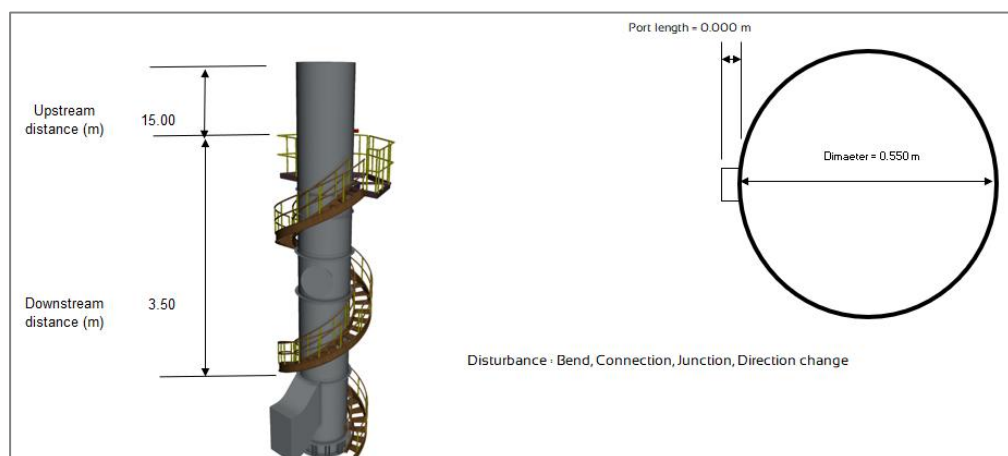 Port length = 0.000 m
Upstream
distance (m)
15.00
Dimaeter = 0.550 m
Downstream
distance (m)
3.50
Disturbance : Bend, Connection, Junction, Direction change